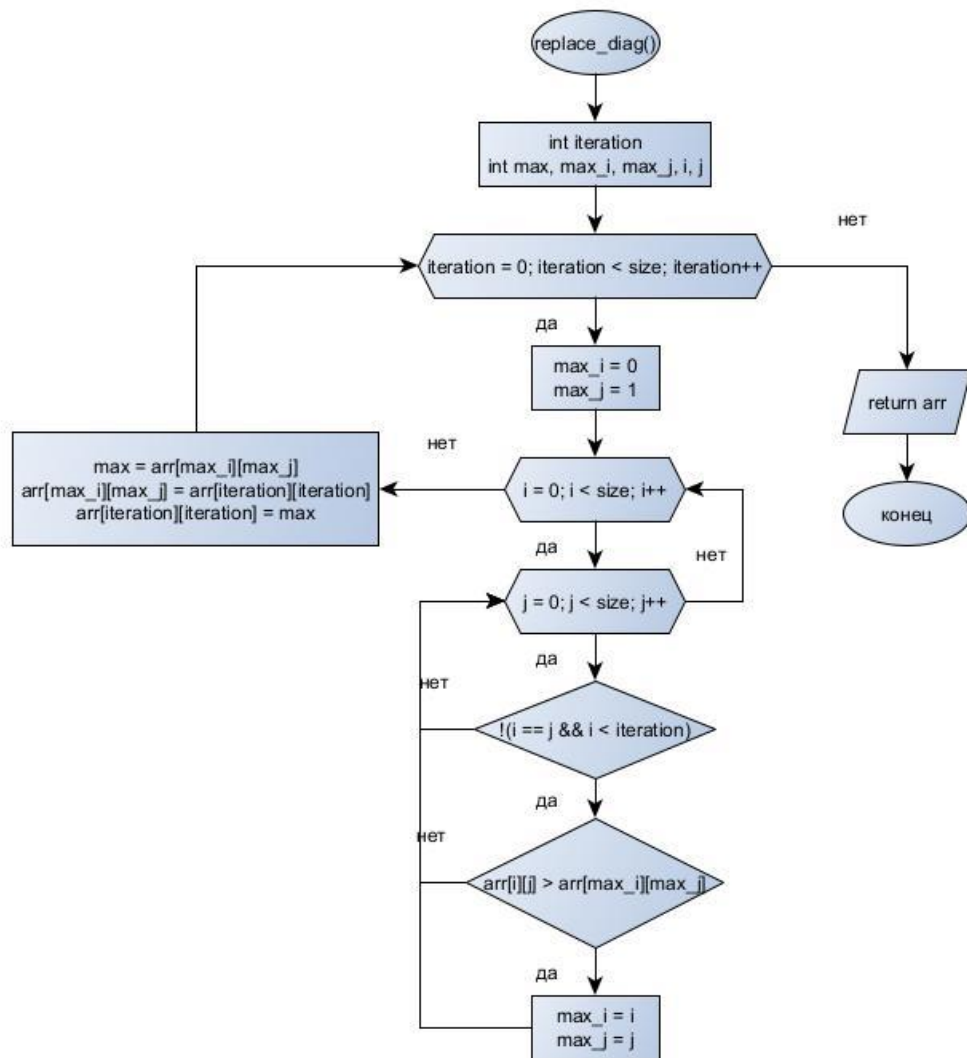 replace_diag()
int iteration
int max, max_i, max_j, i, j
нет
iteration = 0; iteration < size; iteration++
да
max_i = 0
max_j = 1
return arr
нет
max = arr[max_i][max_j]
arr[max_i][max_j] = arr[iteration][iteration]
arr[iteration][iteration] = max
i = 0; i < size; i++
конец
да
нет
j = 0; j < size; j++
да
нет
!(i == j && i < iteration)
да
нет
arr[i][j] > arr[max_i][max_j]
да
max_i = i
max_j = j